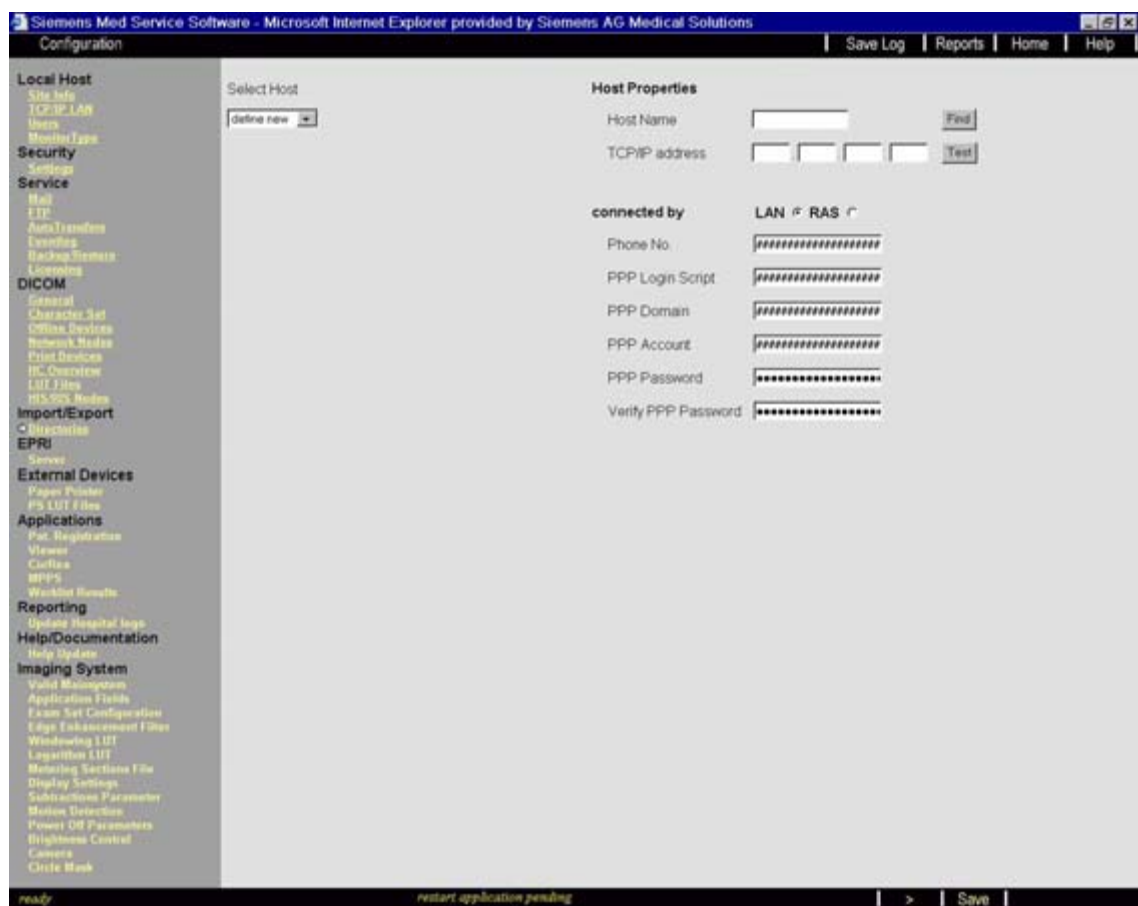 Siemens Med Service Software - Microsoft Internet Explorer provided by Siemens AG Medical Solutions
Configuration
Save Log
Reports
Home
Help
Local Host
Site Info
TCP/IP LAN
Users
MonitorType
Security
Settings
Service
Mail
FTP
AutoTransfers
Eventlog
Backup/Restore
Licensing
DICOM
General
Character Set
Offline Devices
Network Nodes
Print Devices
HC Overview
LUT Files
HIS/RIS Nodes
Import/Export
Directories
EPRI
Server
External Devices
Paper Printer
PS LUT Files
Applications
Pat. Registration
Viewer
MPPS
Worklist Results
Reporting
Update Hospital logo
Help/Documentation
Help Update
Imaging System
Valid Mainsystem
Application Fields
Exam Set Configuration
Edge Enhancement Filter
Windowing LUT
Logarithm LUT
Metering Sections File
Display Settings
Subtractions Parameter
Motion Detection
Power Off Parameters
Brightness Control
Camera
Circle Mask
Select Host
define new
Host Properties
Host Name
Find
TCP/IP address
. . .
Test
connected by LAN RAS
Phone No.
####################
PPP Login Script
####################
PPP Domain
####################
PPP Account
####################
PPP Password
Verify PPP Password
ready
restart application pending
>
Save